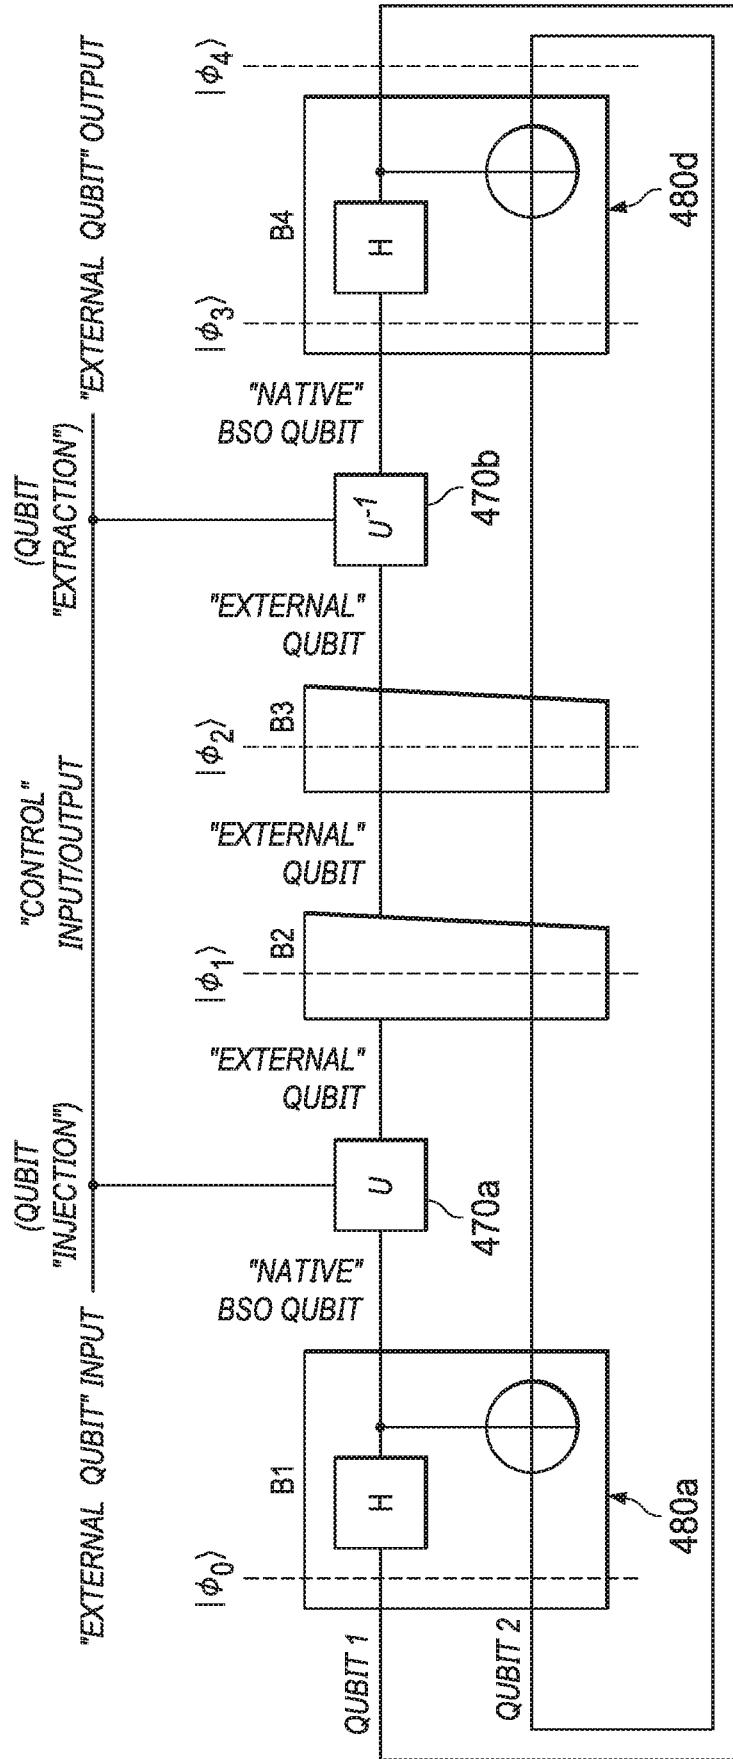 "EXTERNAL QUBIT" INPUT
(QUBIT
"INJECTION")
"CONTROL"
INPUT/OUTPUT
(QUBIT
"EXTRACTION")
"EXTERNAL QUBIT" OUTPUT
|ϕ0⟩
|ϕ1⟩
|ϕ2⟩
|ϕ3⟩
|ϕ4⟩
QUBIT 1
QUBIT 2
B1
H
480a
"NATIVE"
BSO QUBIT
U
470a
"EXTERNAL"
QUBIT
B2
"EXTERNAL"
QUBIT
B3
"EXTERNAL"
QUBIT
U-1
470b
"NATIVE"
BSO QUBIT
B4
H
480d